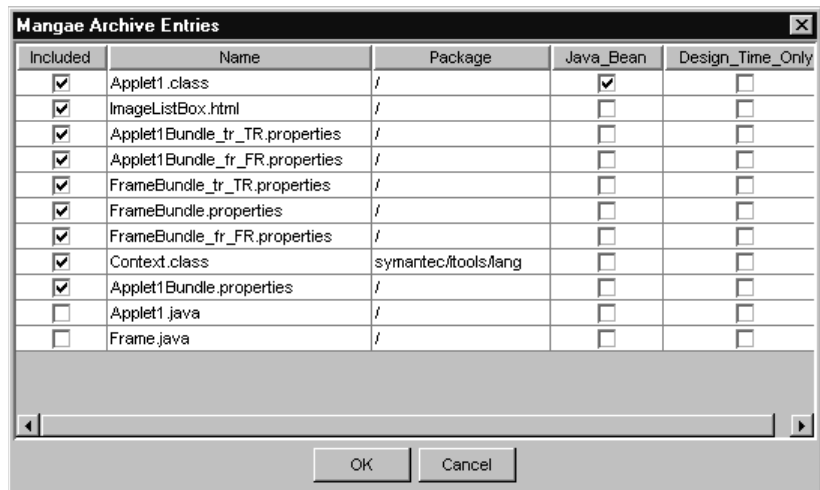 Mangae Archive Entries
Included Name Package Java_Bean Design_Time_Only
Applet1.class /
ImageListBox.html /
Applet1Bundle_tr_TR.properties /
Applet1Bundle_fr_FR.properties /
FrameBundle_tr_TR.properties /
FrameBundle.properties /
FrameBundle_fr_FR.properties /
Context.class symantec/itools/lang
Applet1Bundle.properties /
Applet1.java /
Frame.java /
OK Cancel